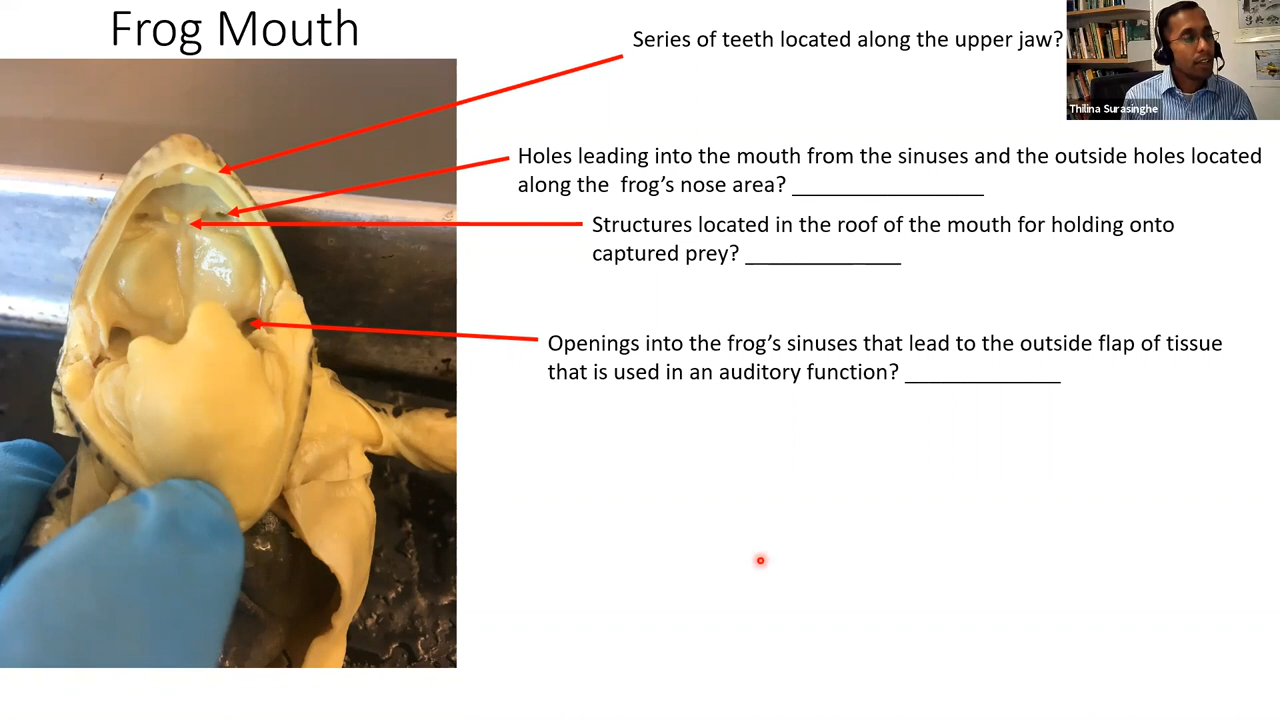 Frog Mouth
Series of teeth located along the upper jaw?
Thilina Surasinghe
Holes leading into the mouth from the sinuses and the outside holes located
along the frog’s nose area? __________________
Structures located in the roof of the mouth for holding onto
captured prey? _______________
Openings into the frog’s sinuses that lead to the outside flap of tissue
that is used in an auditory function? _______________